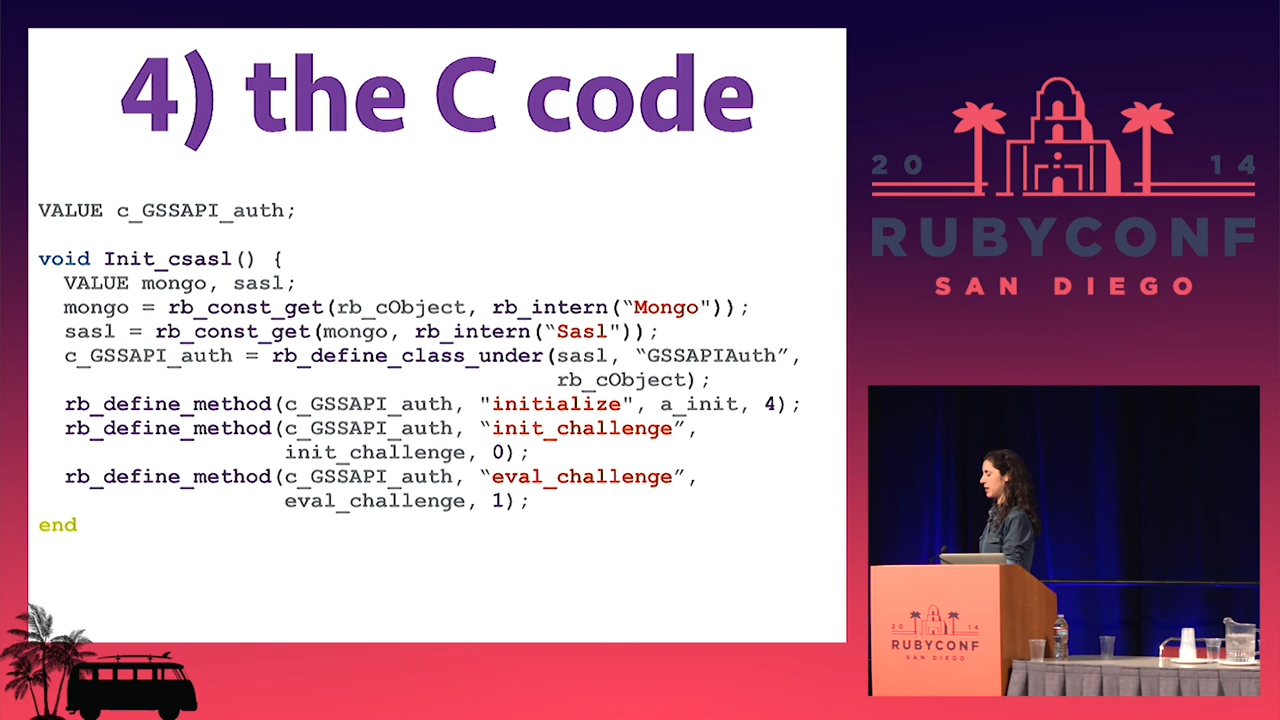 4) the C code
VALUE c_GSSAPI_auth;
void Init_csasl() {
VALUE mongo, sasl;
mongo = rb_const_get(rb_cObject, rb_intern(“Mongo"));
sasl = rb_const_get(mongo, rb_intern(“Sasl"));
c_GSSAPI_auth = rb_define_class_under(sasl, “GSSAPIAuth”,
rb_cObject);
rb_define_method(c_GSSAPI_auth, "initialize", a_init, 4);
rb_define_method(c_GSSAPI_auth, “init_challenge”,
init_challenge, 0);
rb_define_method(c_GSSAPI_auth, “eval_challenge”,
eval_challenge, 1);
end
20 14
RUBYCONF
SAN DIEGO
20 14
RUBYCONF
SAN DIEGO